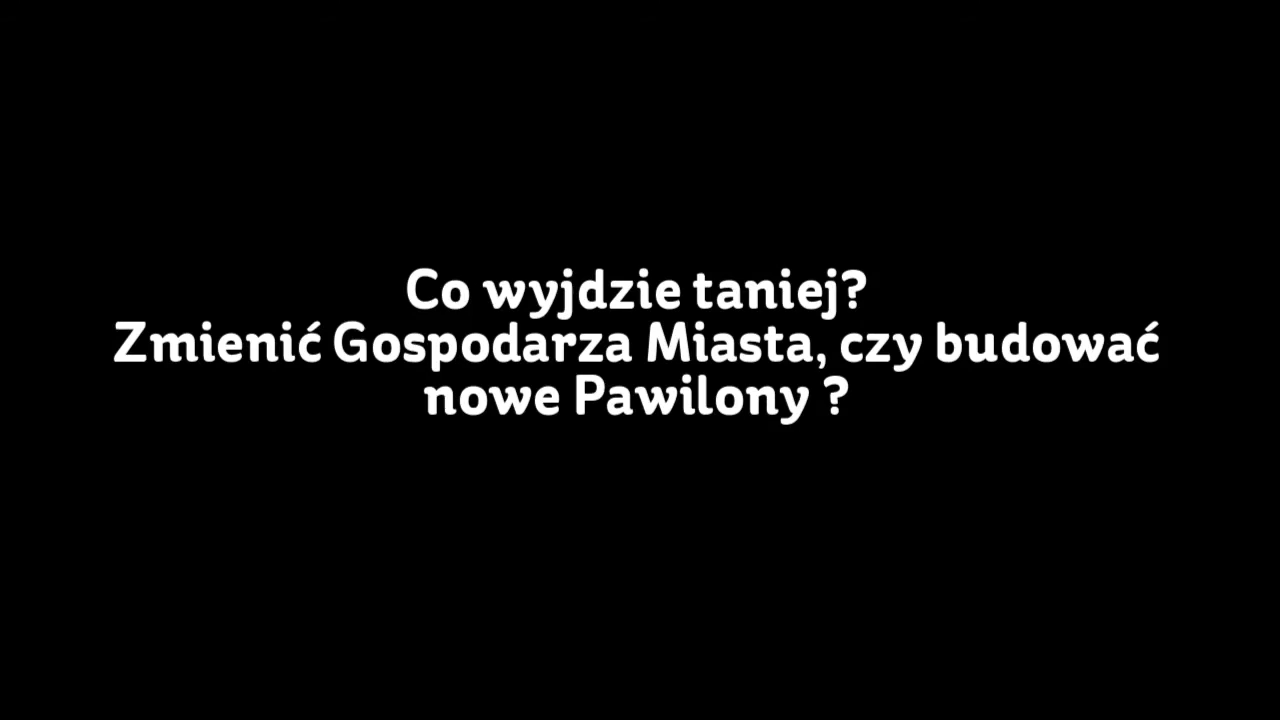 Co wyjdzie taniej?
Zmienić Gospodarza Miasta, czy budować
nowe Pawilony ?